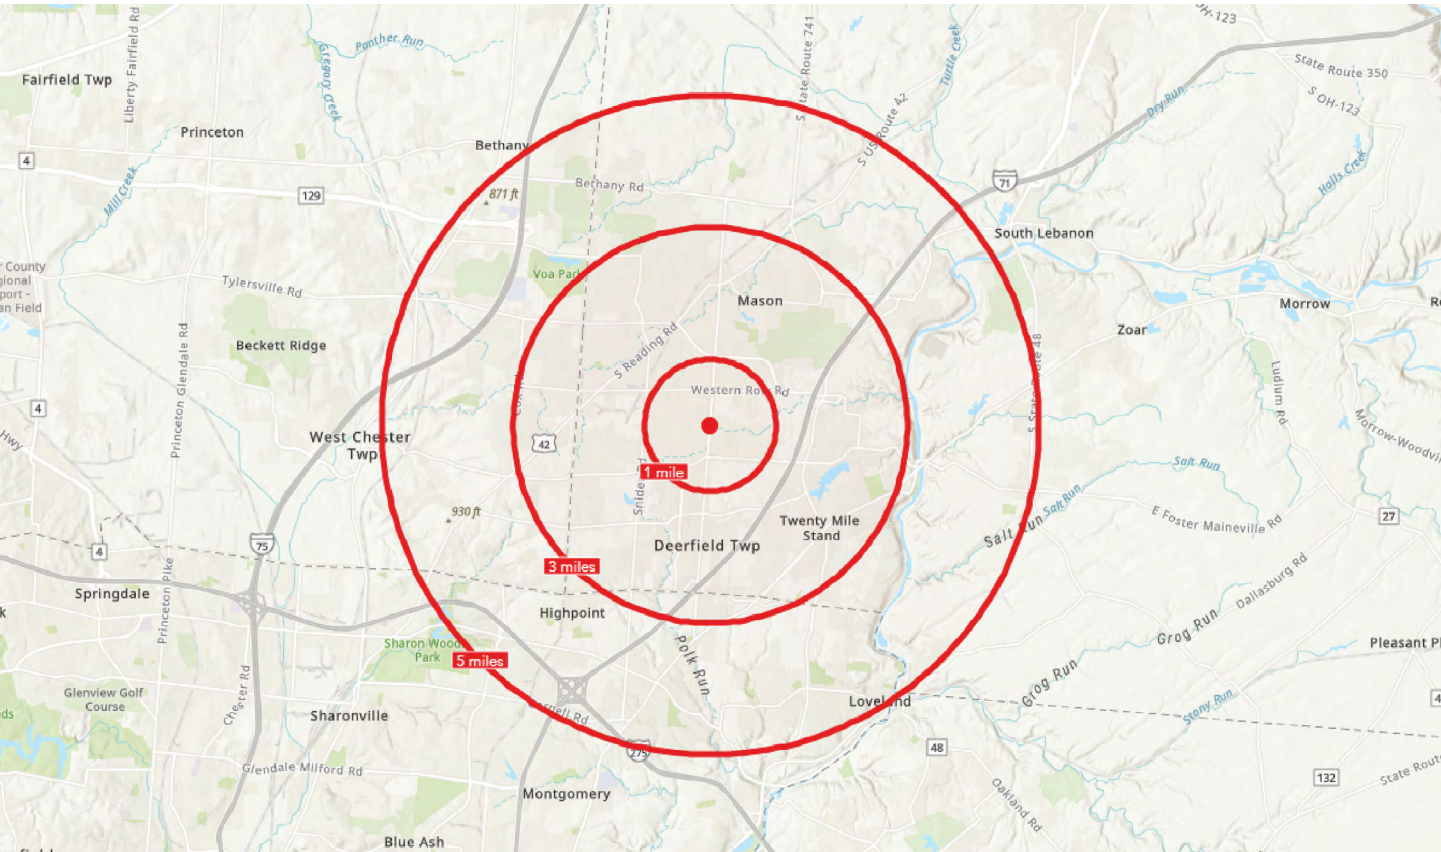 OH-123
Liberty Fairfield Rd
Gregory Creek
Panther Run
S State Route 741
Turtle Creek
State Route 350
S OH-123
Fairfield Twp
Dry Run
S US Route 42
Princeton
Bethany
4
Halls Creek
71
Bethany Rd
129
Mill Creek
871 ft
South Lebanon
Voa Park
Tylersville Rd
Mason
Morrow
Zoar
Beckett Ridge
Princeton Glendale Rd
S Reading Rd
S State Route 48
Ludlum Rd
Western Row Rd
4
Hwy
West Chester
Twp
42
1 mile
Salt Run
Salt Run
Salt Run
930 ft
Twenty Mile
Stand
E Foster Maineville Rd
27
75
4
Deerfield Twp
3 miles
Dallasburg Rd
Springdale
Princeton Pike
Highpoint
Grog Run
Sharon Woods
Park
5 miles
Polk Run
Grog Run
Glenview Golf
Course
Loveland
Stony Run
Sharonville
275
48
Glendale Milford Rd
132
Montgomery
Oakland Rd
Blue Ash